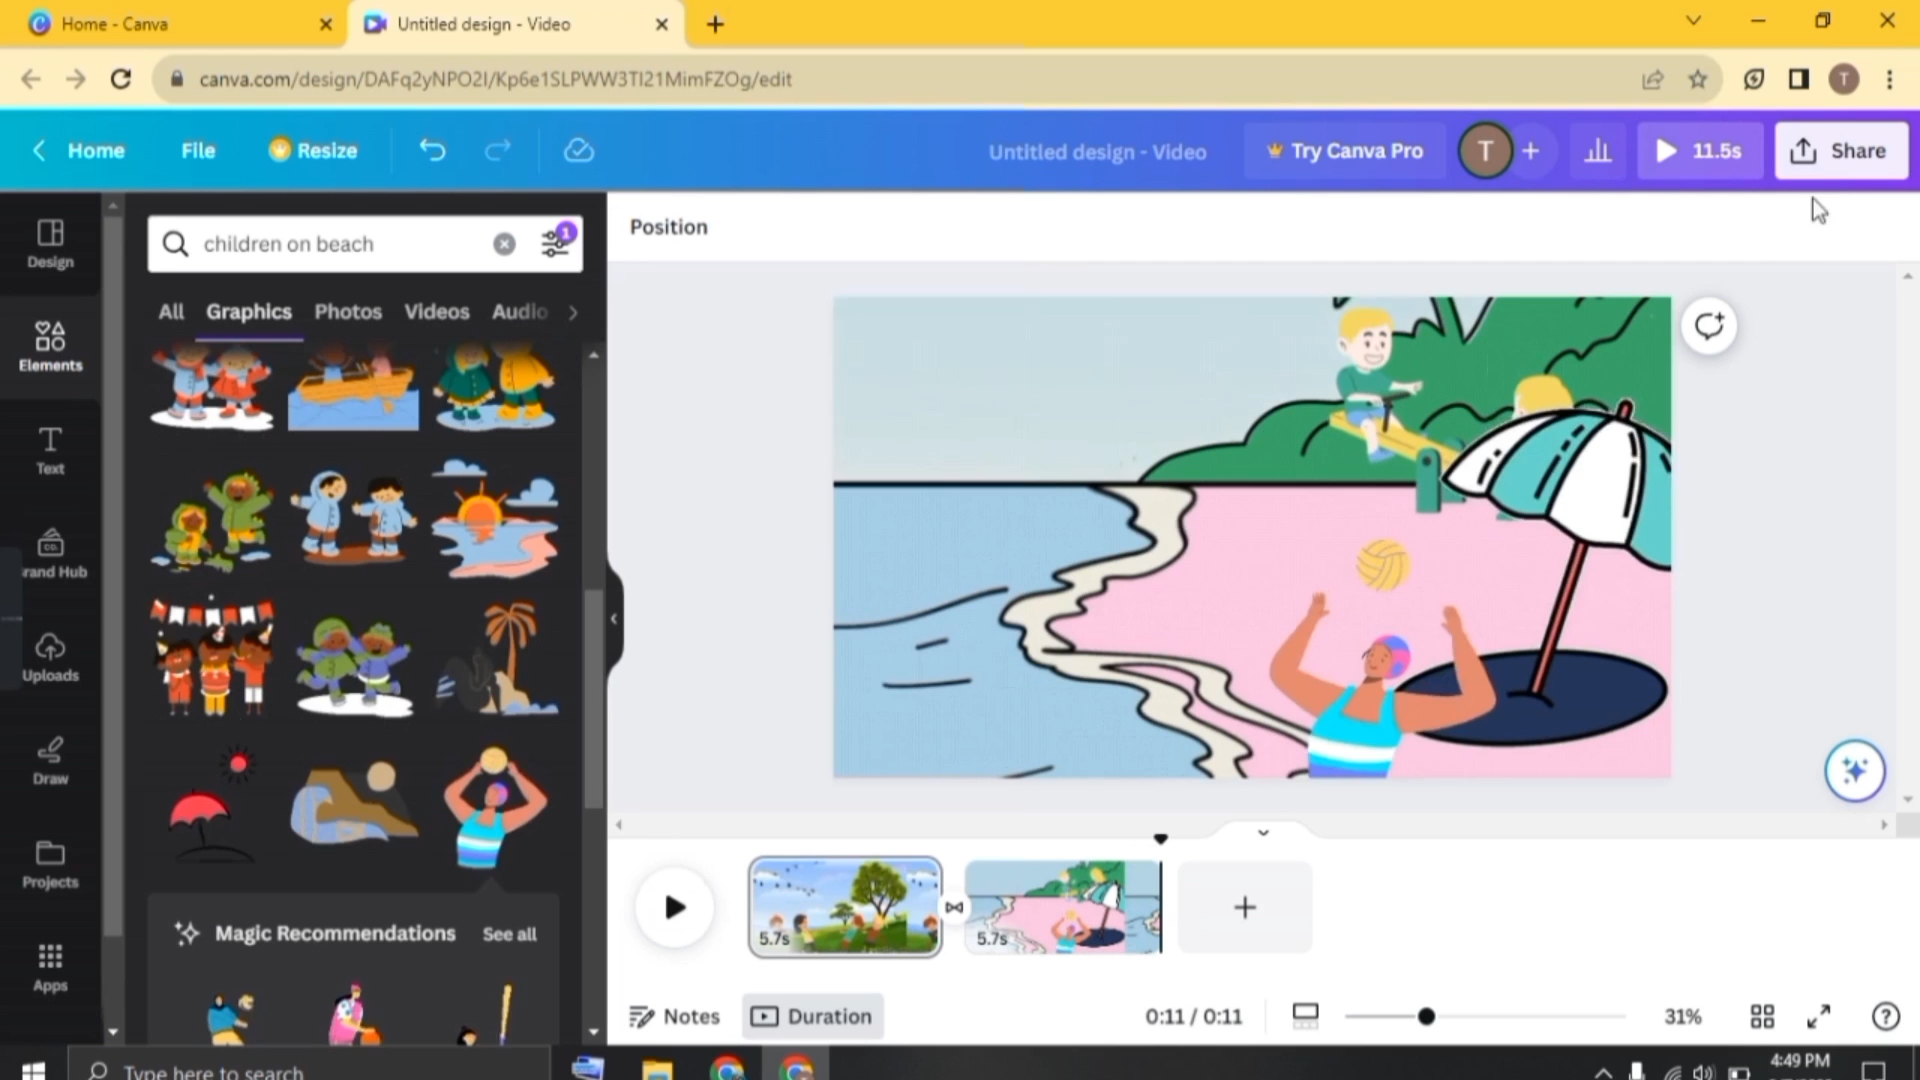 Home - Canva
Untitled design - Video
canva.com/design/DAFq2yNPO2I/Kp6e1SLPWW3TI21MimFZOg/edit
T
Home
File
Resize
Untitled design - Video
Try Canva Pro
T
+
11.5s
Share
Design
Elements
Text
CO.
rand Hub
Uploads
Draw
Projects
Apps
children on beach
1
All
Graphics
Photos
Videos
Audio
Magic Recommendations
See all
Position
5.7s
5.7s
+
Notes
Duration
0:11 / 0:11
31%
?
Type here to search
4:49 PM